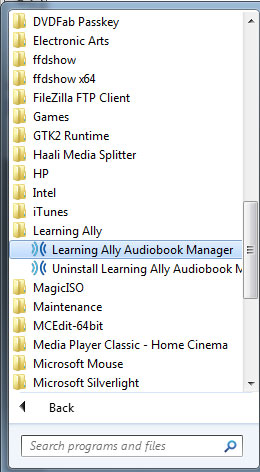 DVDFab Passkey
Electronic Arts
ffdshow
ffdshow x64
FileZilla FTP Client
Games
GTK2 Runtime
Haali Media Splitter
HP
Intel
iTunes
Learning Ally
Learning Ally Audiobook Manager
Uninstall Learning Ally Audiobook M
MagicISO
Maintenance
MCEdit-64bit
Media Player Classic - Home Cinema
Microsoft Mouse
Microsoft Silverlight
Back
Search programs and files